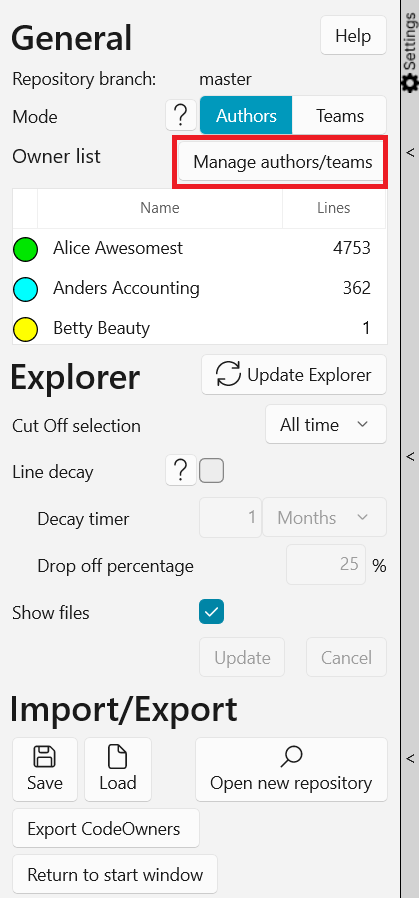 General
Help
Settings
Repository branch: master
Mode ? Authors Teams
Owner list Manage authors/teams
<
Name Lines
Alice Awesomest 4753
Anders Accounting 362
Betty Beauty 1
Explorer Update Explorer
Cut Off selection All time
<
Line decay ?
Decay timer 1 Months
Drop off percentage 25 %
Show files
Update Cancel
Import/Export
Save Load Open new repository
<
Export CodeOwners
Return to start window